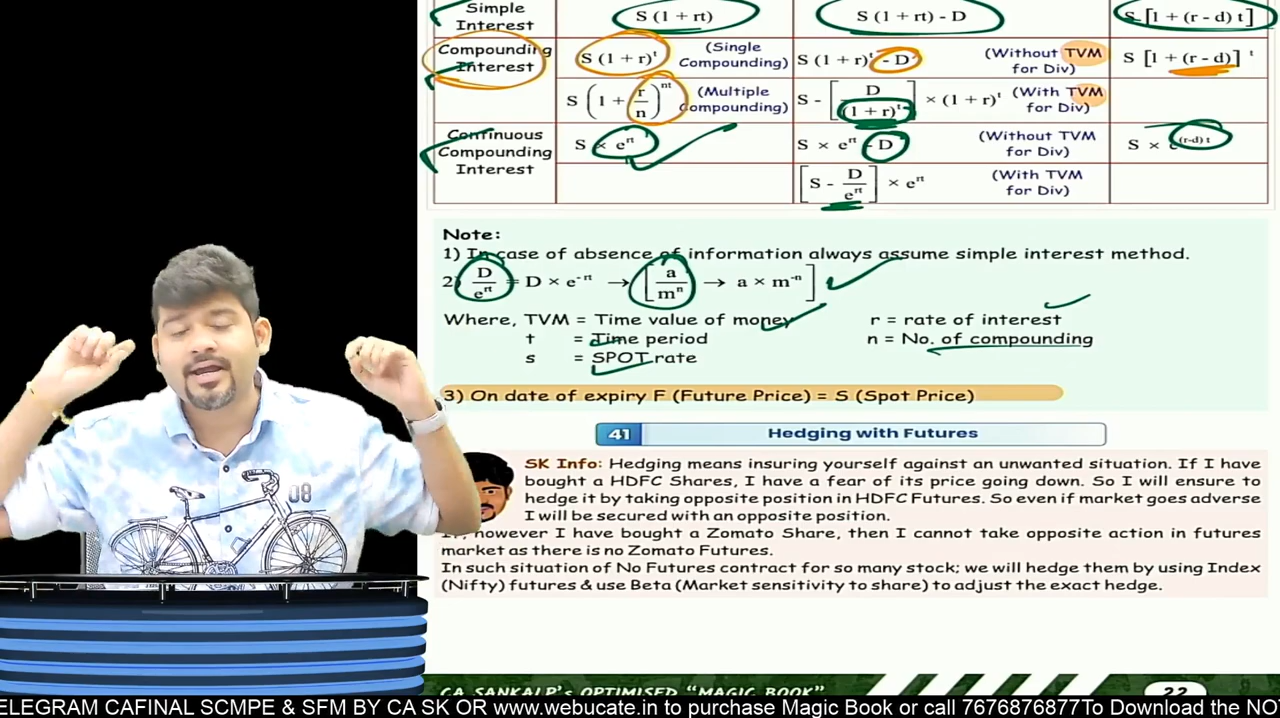 Simple Interest
S (1 + rt)
S (1 + rt) - D
S [1 + (r - d) t]
Compounding Interest
S (1 + r)ᵗ (Single Compounding)
S (1 + r)ᵗ - D (Without TVM for Div)
S [1 + (r - d)] ᵗ
S (1 + r/n)ⁿᵗ (Multiple Compounding)
S - [D/(1 + r)ᵗ] × (1 + r)ᵗ (With TVM for Div)
Continuous Compounding Interest
S × eʳᵗ
S × eʳᵗ - D (Without TVM for Div)
S × e^(r-d) t
[S - D/eʳᵗ] × eʳᵗ (With TVM for Div)
Note:
1) In case of absence of information always assume simple interest method.
2) D/eʳᵗ = D × e⁻ʳᵗ → [a/mⁿ → a × m⁻ⁿ]
Where, TVM = Time value of money r = rate of interest
t = Time period n = No. of compounding
s = SPOT rate
3) On date of expiry F (Future Price) = S (Spot Price)
41 Hedging with Futures
SK Info: Hedging means insuring yourself against an unwanted situation. If I have
bought a HDFC Shares, I have a fear of its price going down. So I will ensure to
hedge it by taking opposite position in HDFC Futures. So even if market goes adverse
I will be secured with an opposite position.
however I have bought a Zomato Share, then I cannot take opposite action in futures
market as there is no Zomato Futures.
In such situation of No Futures contract for so many stock; we will hedge them by using Index
(Nifty) futures & use Beta (Market sensitivity to share) to adjust the exact hedge.
08
CA SANKALP's OPTIMISED "MAGIC BOOK"
22
ELEGRAM CAFINAL SCMPE & SFM BY CA SK OR www.webucate.in to purchase Magic Book or call 7676876877To Download the NO